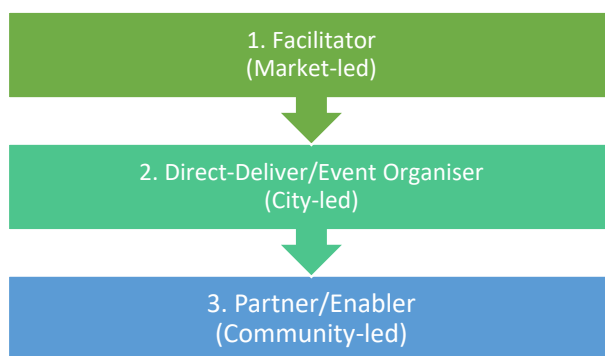 1. Facilitator
(Market-led)
2. Direct-Deliver/Event Organiser
(City-led)
3. Partner/Enabler
(Community-led)